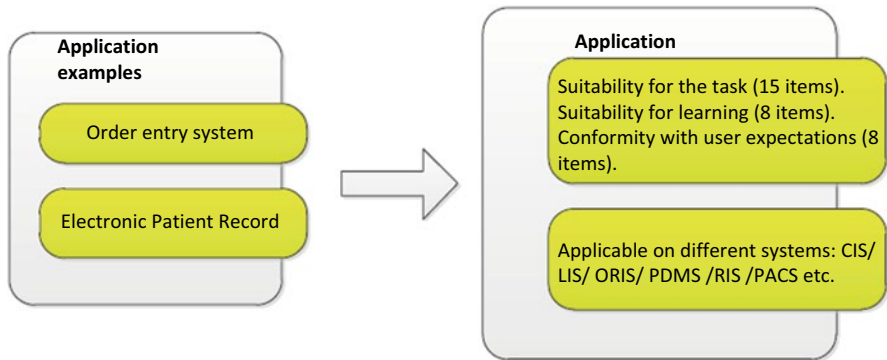 Application
examples
Order entry system
Electronic Patient Record
Application
Suitability for the task (15 items).
Suitability for learning (8 items).
Conformity with user expectations (8
items).
Applicable on different systems: CIS/
LIS/ ORIS/ PDMS /RIS /PACS etc.